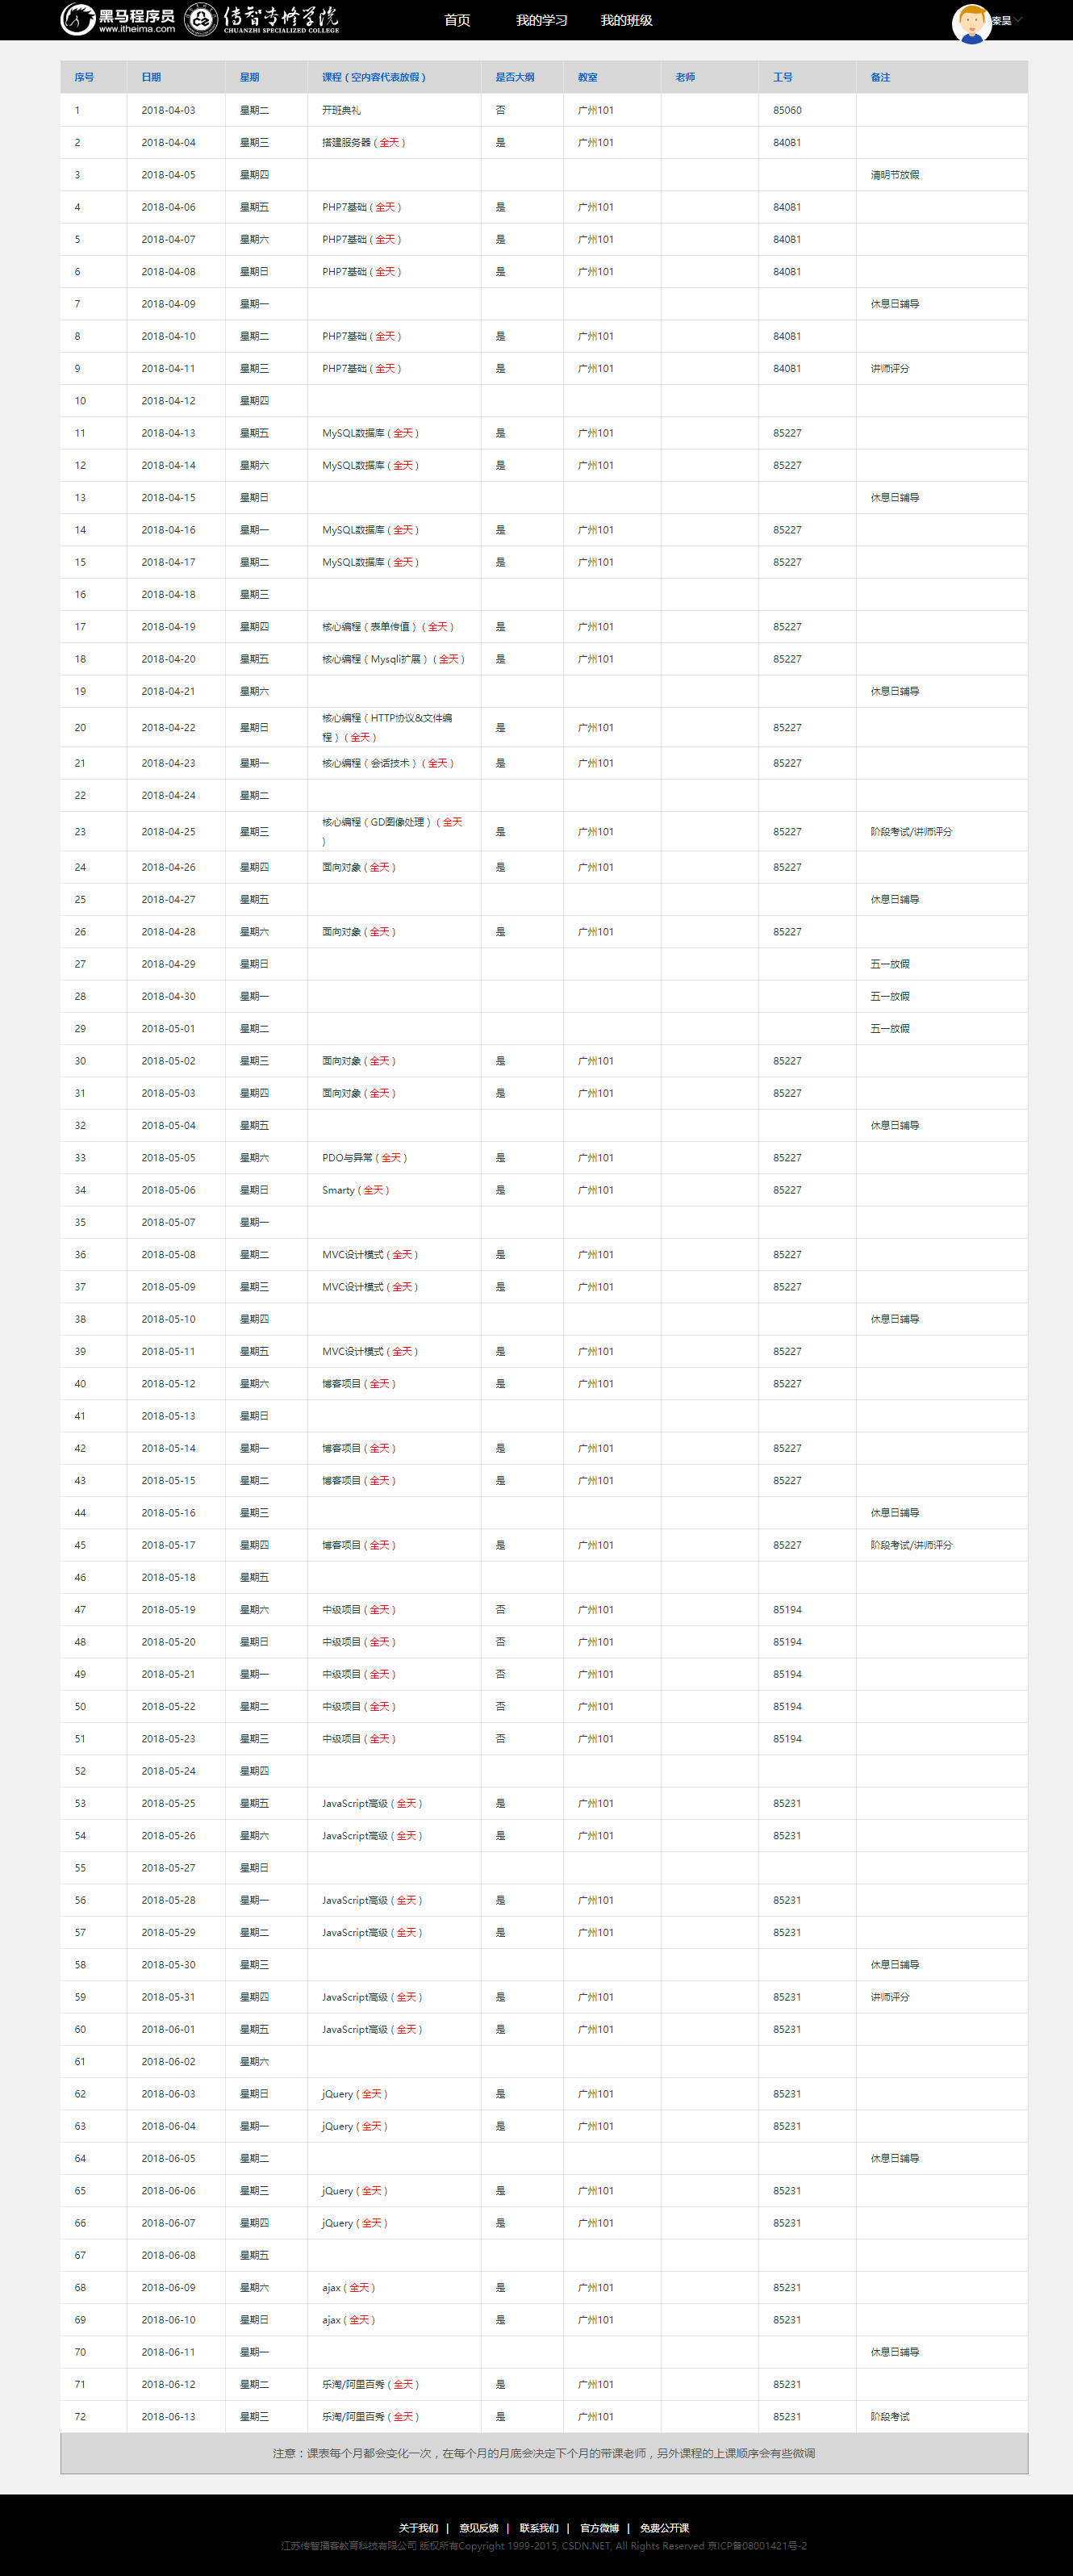 黑马程序员
www.itheima.com
传智专修学院
CHUANZHI SPECIALIZED COLLEGE
首页 我的学习 我的班级
秦昊
序号 日期 星期 课程（空内容代表放假） 是否大纲 教室 老师 工号 备注
1 2018-04-03 星期二 开班典礼 否 广州101 85060
2 2018-04-04 星期三 搭建服务器（全天） 是 广州101 84081
3 2018-04-05 星期四 清明节放假
4 2018-04-06 星期五 PHP7基础（全天） 是 广州101 84081
5 2018-04-07 星期六 PHP7基础（全天） 是 广州101 84081
6 2018-04-08 星期日 PHP7基础（全天） 是 广州101 84081
7 2018-04-09 星期一 休息日辅导
8 2018-04-10 星期二 PHP7基础（全天） 是 广州101 84081
9 2018-04-11 星期三 PHP7基础（全天） 是 广州101 84081 讲师评分
10 2018-04-12 星期四
11 2018-04-13 星期五 MySQL数据库（全天） 是 广州101 85227
12 2018-04-14 星期六 MySQL数据库（全天） 是 广州101 85227
13 2018-04-15 星期日 休息日辅导
14 2018-04-16 星期一 MySQL数据库（全天） 是 广州101 85227
15 2018-04-17 星期二 MySQL数据库（全天） 是 广州101 85227
16 2018-04-18 星期三
17 2018-04-19 星期四 核心编程（表单传值）（全天） 是 广州101 85227
18 2018-04-20 星期五 核心编程（Mysqli扩展）（全天） 是 广州101 85227
19 2018-04-21 星期六 休息日辅导
20 2018-04-22 星期日 核心编程（HTTP协议&文件编
程）（全天） 是 广州101 85227
21 2018-04-23 星期一 核心编程（会话技术）（全天） 是 广州101 85227
22 2018-04-24 星期二
23 2018-04-25 星期三 核心编程（GD图像处理）（全天
） 是 广州101 85227 阶段考试/讲师评分
24 2018-04-26 星期四 面向对象（全天） 是 广州101 85227
25 2018-04-27 星期五 休息日辅导
26 2018-04-28 星期六 面向对象（全天） 是 广州101 85227
27 2018-04-29 星期日 五一放假
28 2018-04-30 星期一 五一放假
29 2018-05-01 星期二 五一放假
30 2018-05-02 星期三 面向对象（全天） 是 广州101 85227
31 2018-05-03 星期四 面向对象（全天） 是 广州101 85227
32 2018-05-04 星期五 休息日辅导
33 2018-05-05 星期六 PDO与异常（全天） 是 广州101 85227
34 2018-05-06 星期日 Smarty（全天） 是 广州101 85227
35 2018-05-07 星期一
36 2018-05-08 星期二 MVC设计模式（全天） 是 广州101 85227
37 2018-05-09 星期三 MVC设计模式（全天） 是 广州101 85227
38 2018-05-10 星期四 休息日辅导
39 2018-05-11 星期五 MVC设计模式（全天） 是 广州101 85227
40 2018-05-12 星期六 博客项目（全天） 是 广州101 85227
41 2018-05-13 星期日
42 2018-05-14 星期一 博客项目（全天） 是 广州101 85227
43 2018-05-15 星期二 博客项目（全天） 是 广州101 85227
44 2018-05-16 星期三 休息日辅导
45 2018-05-17 星期四 博客项目（全天） 是 广州101 85227 阶段考试/讲师评分
46 2018-05-18 星期五
47 2018-05-19 星期六 中级项目（全天） 否 广州101 85194
48 2018-05-20 星期日 中级项目（全天） 否 广州101 85194
49 2018-05-21 星期一 中级项目（全天） 否 广州101 85194
50 2018-05-22 星期二 中级项目（全天） 否 广州101 85194
51 2018-05-23 星期三 中级项目（全天） 否 广州101 85194
52 2018-05-24 星期四
53 2018-05-25 星期五 JavaScript高级（全天） 是 广州101 85231
54 2018-05-26 星期六 JavaScript高级（全天） 是 广州101 85231
55 2018-05-27 星期日
56 2018-05-28 星期一 JavaScript高级（全天） 是 广州101 85231
57 2018-05-29 星期二 JavaScript高级（全天） 是 广州101 85231
58 2018-05-30 星期三 休息日辅导
59 2018-05-31 星期四 JavaScript高级（全天） 是 广州101 85231 讲师评分
60 2018-06-01 星期五 JavaScript高级（全天） 是 广州101 85231
61 2018-06-02 星期六
62 2018-06-03 星期日 jQuery（全天） 是 广州101 85231
63 2018-06-04 星期一 jQuery（全天） 是 广州101 85231
64 2018-06-05 星期二 休息日辅导
65 2018-06-06 星期三 jQuery（全天） 是 广州101 85231
66 2018-06-07 星期四 jQuery（全天） 是 广州101 85231
67 2018-06-08 星期五
68 2018-06-09 星期六 ajax（全天） 是 广州101 85231
69 2018-06-10 星期日 ajax（全天） 是 广州101 85231
70 2018-06-11 星期一 休息日辅导
71 2018-06-12 星期二 乐淘/阿里百秀（全天） 是 广州101 85231
72 2018-06-13 星期三 乐淘/阿里百秀（全天） 是 广州101 85231 阶段考试
注意：课表每个月都会变化一次，在每个月的月底会决定下个月的带课老师，另外课程的上课顺序会有些微调
关于我们 | 意见反馈 | 联系我们 | 官方微博 | 免费公开课
江苏传智播客教育科技有限公司 版权所有Copyright 1999-2015, CSDN.NET, All Rights Reserved 京ICP备08001421号-2